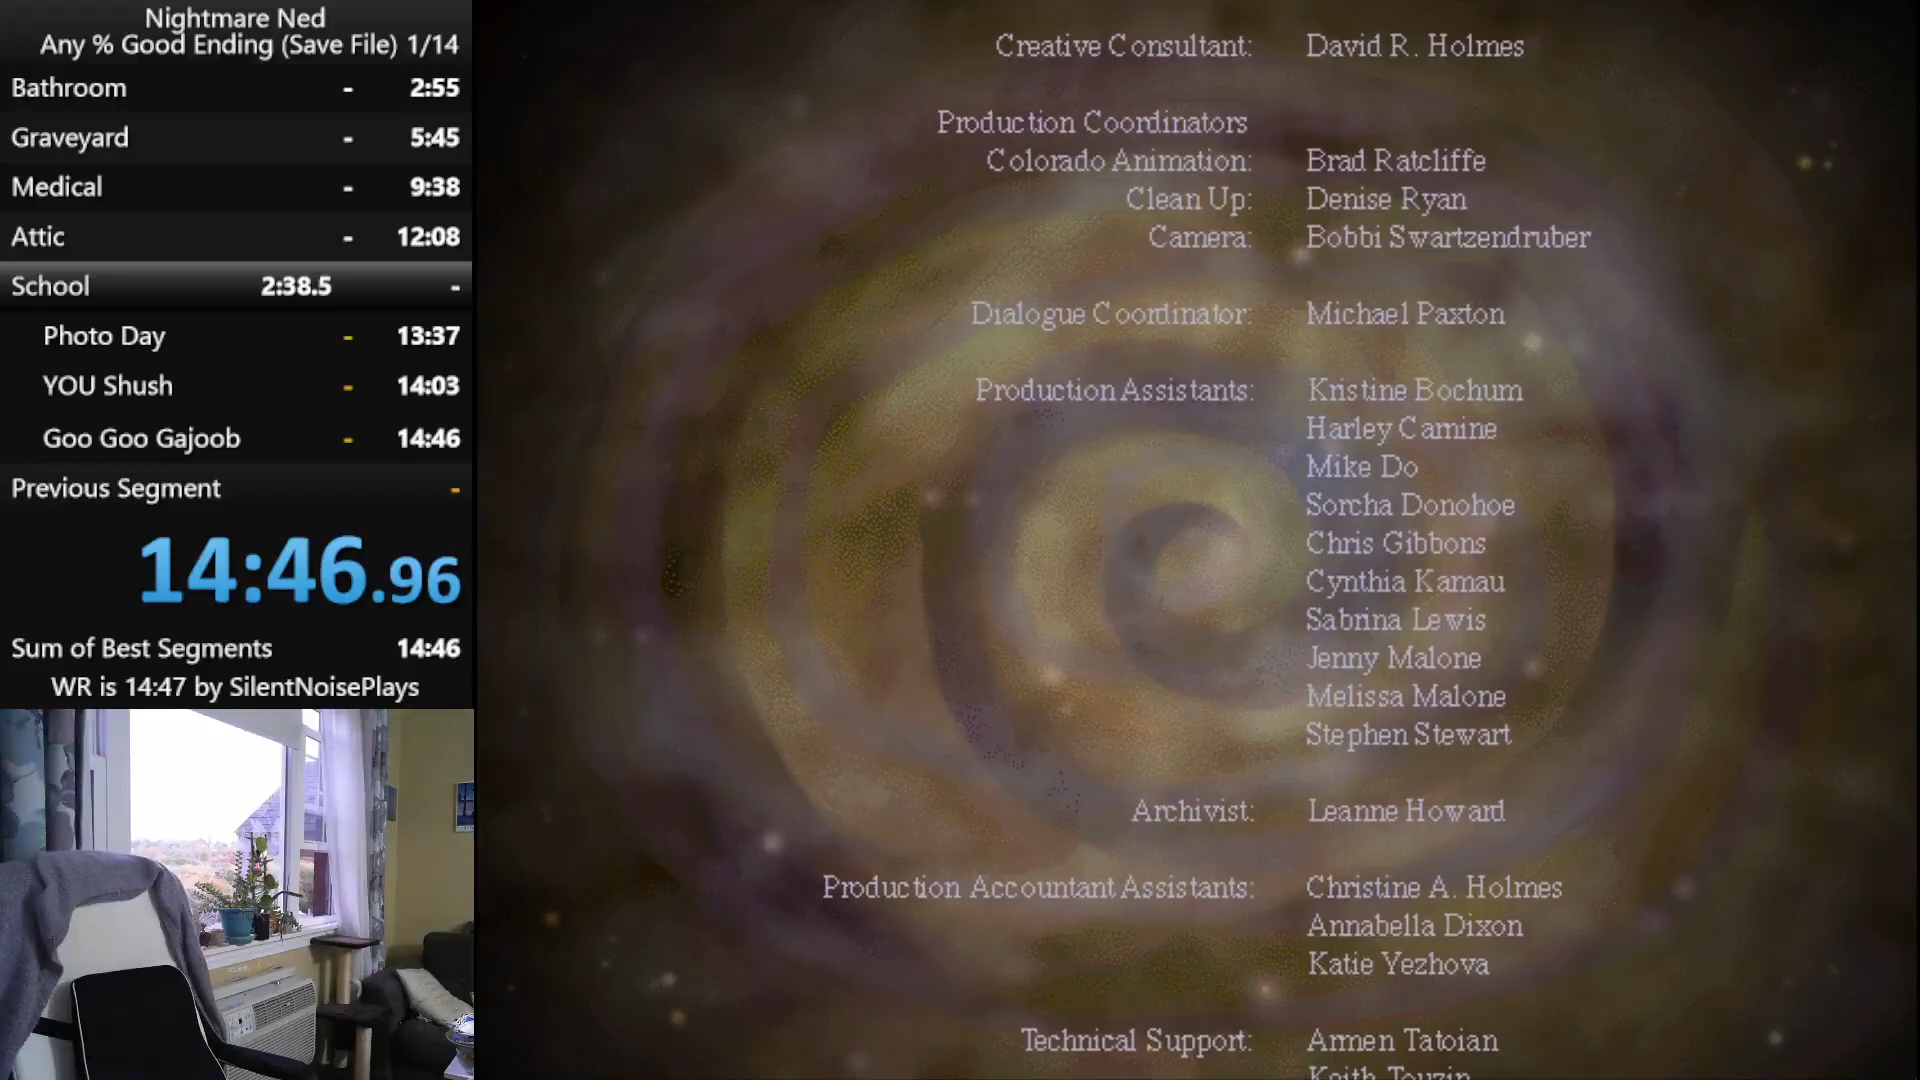 Nightmare Ned
Any % Good Ending (Save File) 1/14
Bathroom - 2:55
Graveyard - 5:45
Medical - 9:38
Attic - 12:08
School 2:38.5 -
Photo Day - 13:37
YOU Shush - 14:03
Goo Goo Gajoob - 14:46
Previous Segment -
14:46.96
Sum of Best Segments 14:46
WR is 14:47 by SilentNoisePlays
Creative Consultant: David R. Holmes
Production Coordinators
Colorado Animation: Brad Ratcliffe
Clean Up: Denise Ryan
Camera: Bobbi Swartzendruber
Dialogue Coordinator: Michael Paxton
Production Assistants: Kristine Bochum
Harley Carnine
Mike Do
Sorcha Donohoe
Chris Gibbons
Cynthia Kamau
Sabrina Lewis
Jenny Malone
Melissa Malone
Stephen Stewart
Archivist: Leanne Howard
Production Accountant Assistants: Christine A. Holmes
Annabella Dixon
Katie Yezhova
Technical Support: Armen Tatoian
Keith Touzin